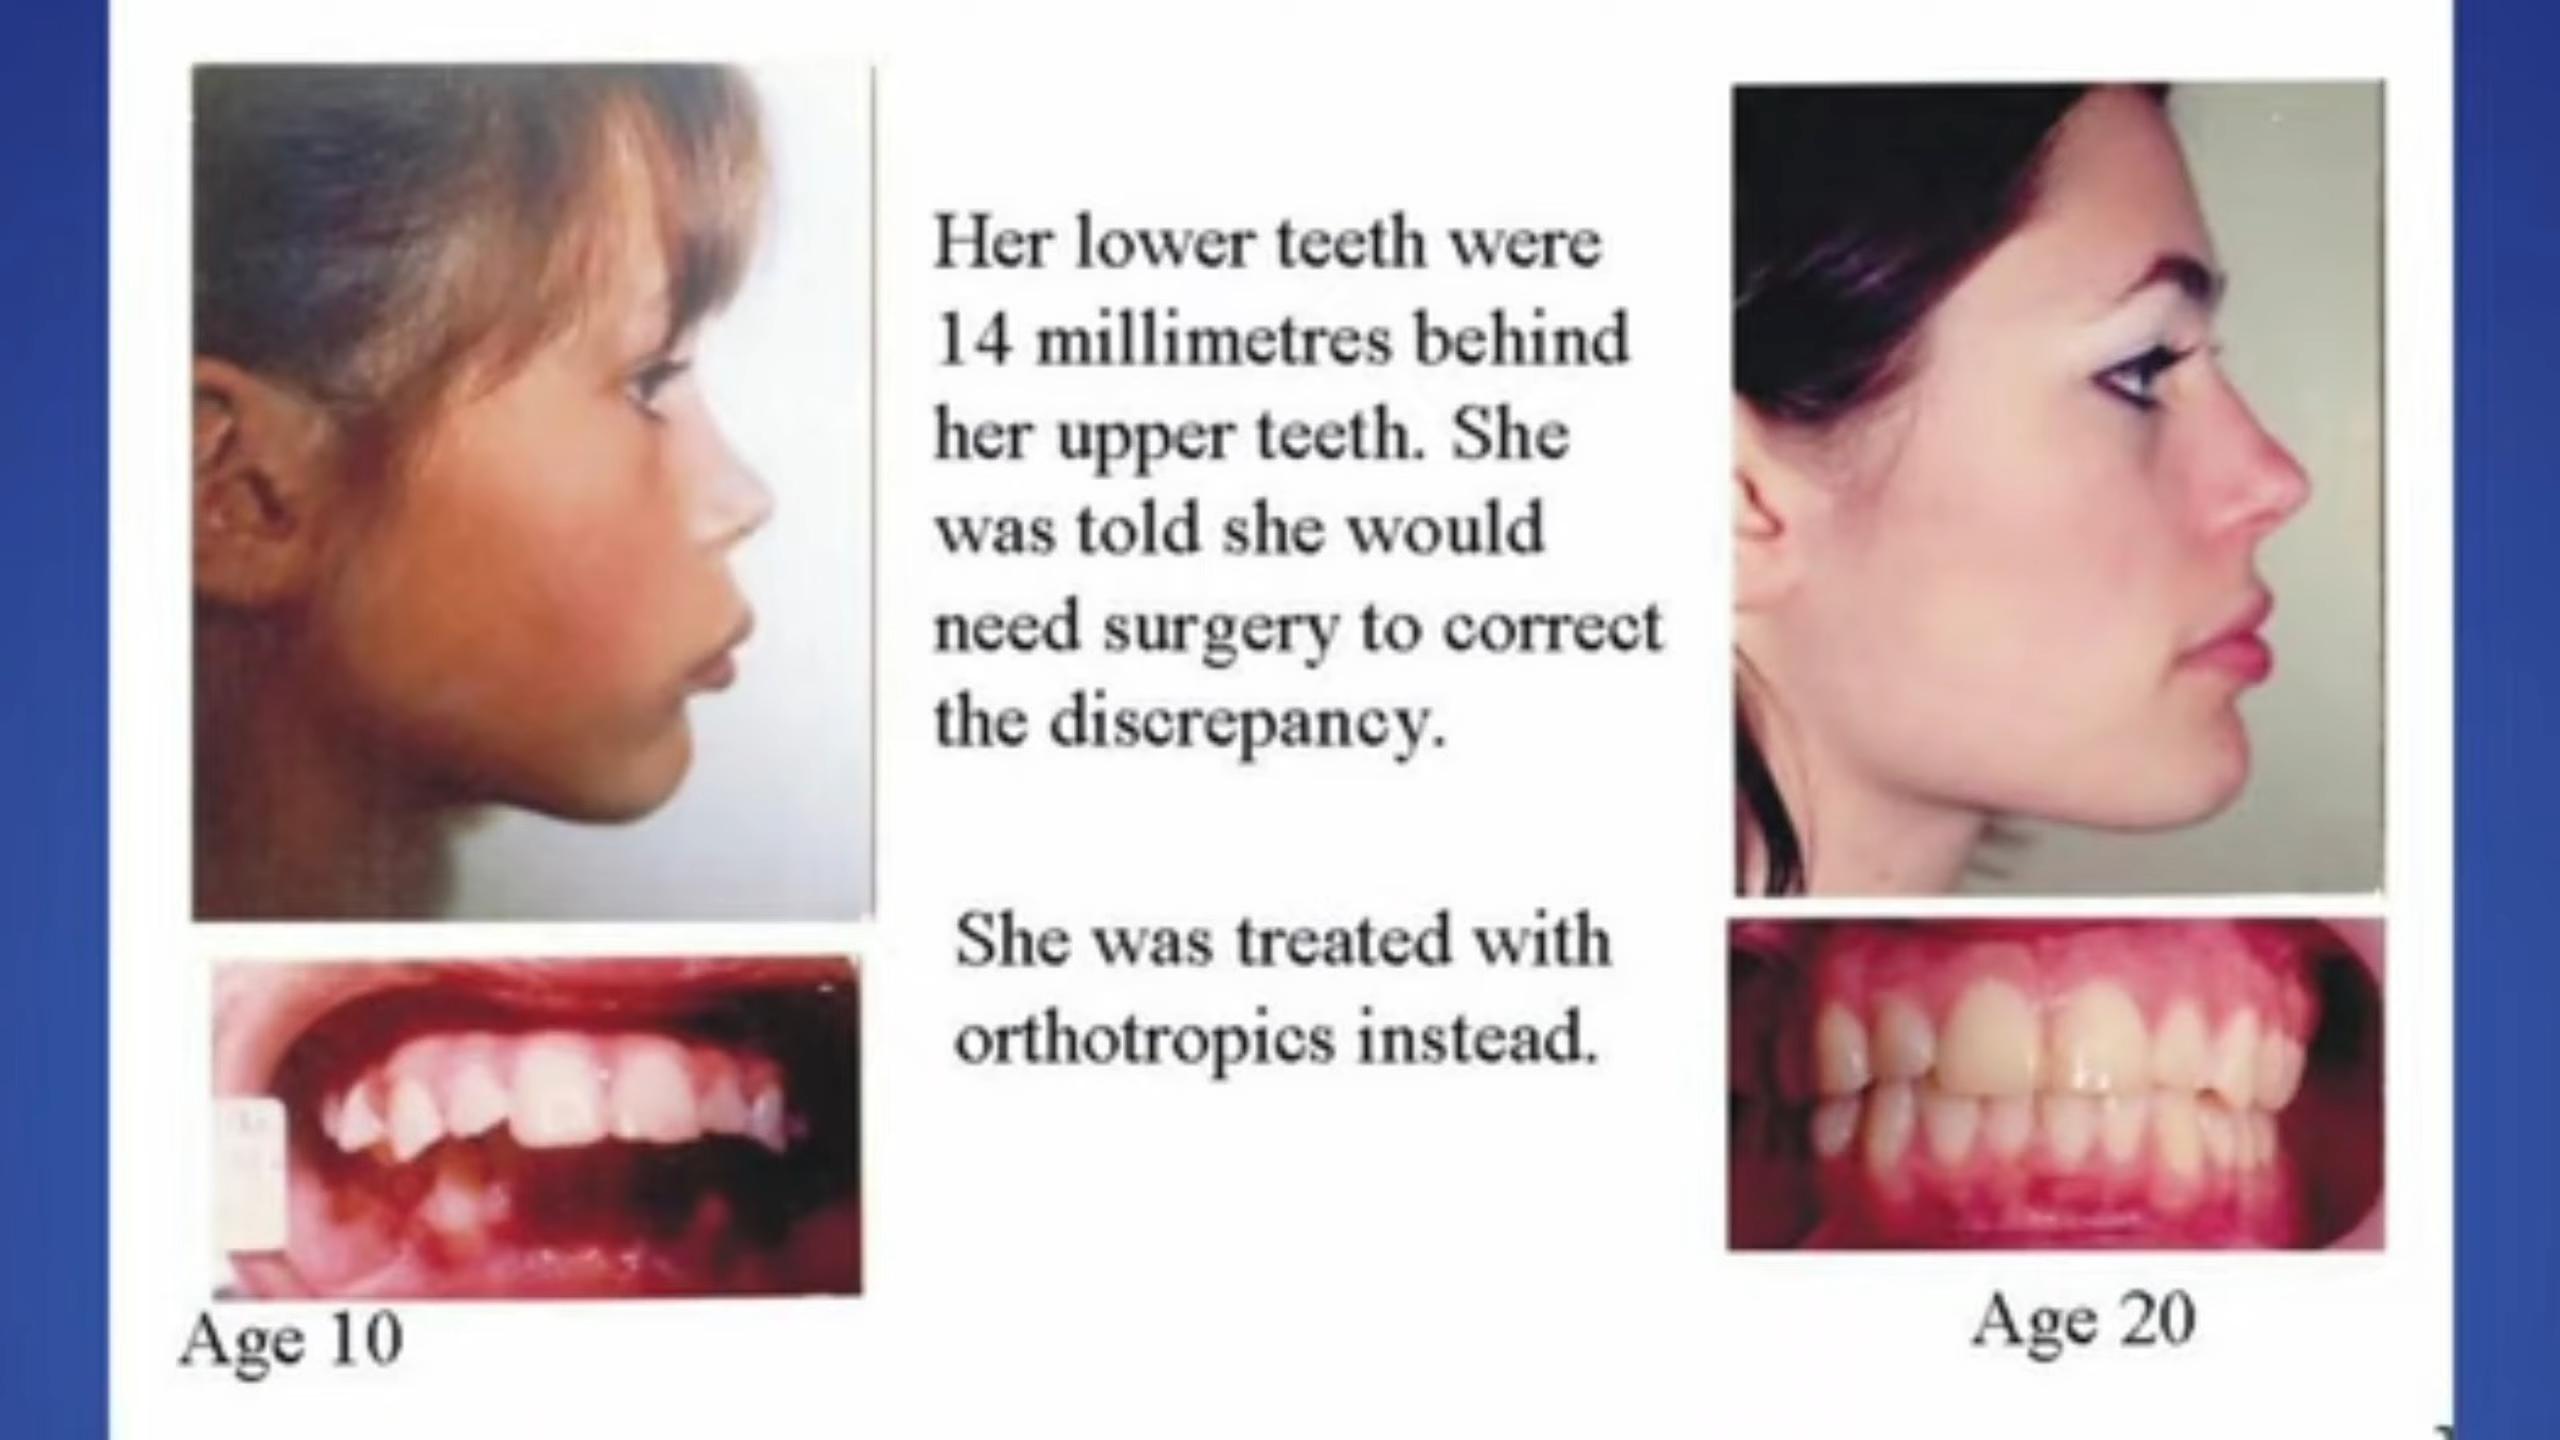 Her lower teeth were
14 millimetres behind
her upper teeth. She
was told she would
need surgery to correct
the discrepancy.
She was treated with
orthotropics instead.
Age 10
Age 20